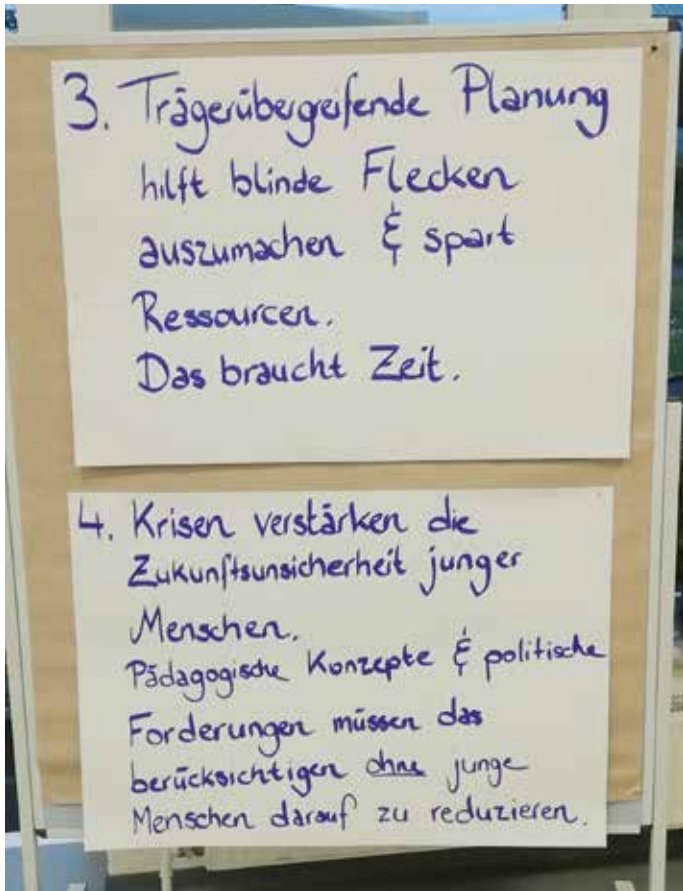 3. Trägerübergreifende Planung
hilft blinde Flecken
auszumachen & spart
Ressourcen.
Das braucht Zeit.
4. Krisen verstärken die
Zukunftsunsicherheit junger
Menschen.
Pädagogische Konzepte & politische
Forderungen müssen das
berücksichtigen ohne junge
Menschen darauf zu reduzieren.